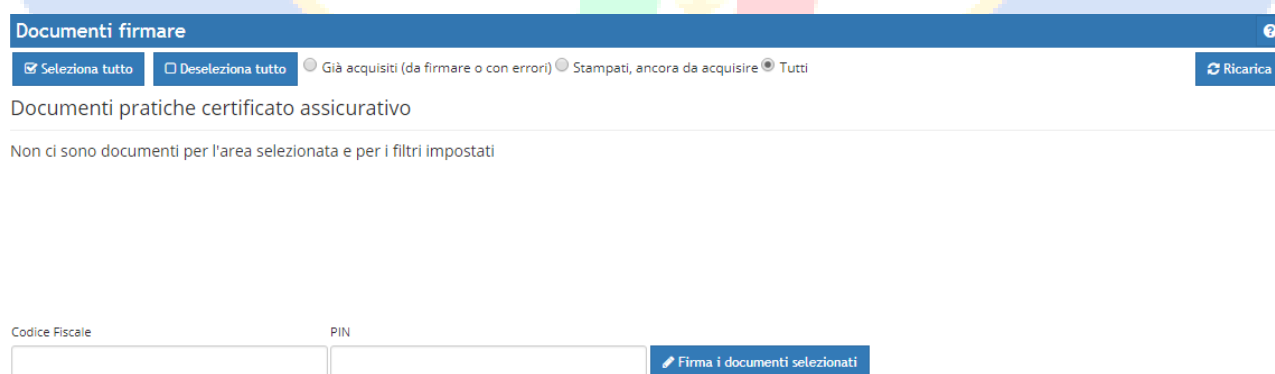 Documenti firmare
Seleziona tutto Deseleziona tutto Già acquisiti (da firmare o con errori) Stampati, ancora da acquisire Tutti Ricarica
Documenti pratiche certificato assicurativo
Non ci sono documenti per l'area selezionata e per i filtri impostati
Codice Fiscale PIN
Firma i documenti selezionati